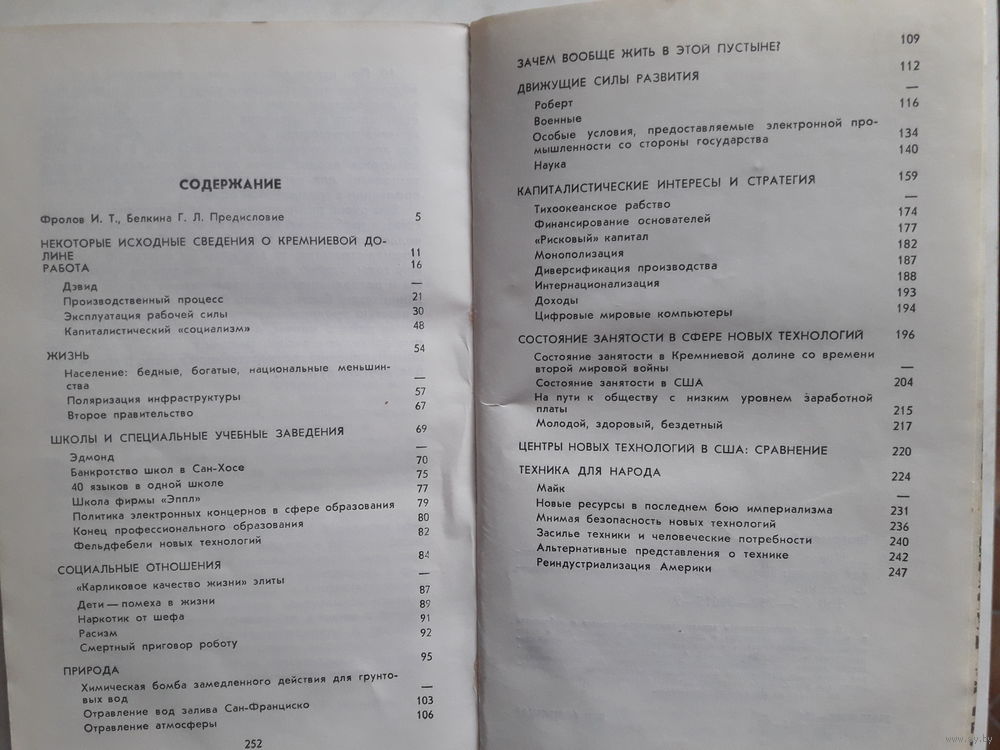 СОДЕРЖАНИЕ
Фролов И. Т., Белкина Г. Л. Предисловие 5
НЕКОТОРЫЕ ИСХОДНЫЕ СВЕДЕНИЯ О КРЕМНИЕВОЙ ДО-
ЛИНЕ 11
РАБОТА 16
Дэвид —
Производственный процесс 21
Эксплуатация рабочей силы 30
Капиталистический «социализм» 48
ЖИЗНЬ 54
Население: бедные, богатые, национальные меньшин-
ства —
Поляризация инфраструктуры 57
Второе правительство 67
ШКОЛЫ И СПЕЦИАЛЬНЫЕ УЧЕБНЫЕ ЗАВЕДЕНИЯ 69
Эдмонд —
Банкротство школ в Сан-Хосе 70
40 языков в одной школе 75
Школа фирмы «Эппл» 77
Политика электронных концернов в сфере образования 79
Конец профессионального образования 80
Фельдфебели новых технологий 82
СОЦИАЛЬНЫЕ ОТНОШЕНИЯ 84
«Карликовое качество жизни» элиты —
Дети — помеха в жизни 87
Наркотик от шефа 89
Расизм 91
Смертный приговор роботу 92
ПРИРОДА 95
Химическая бомба замедленного действия для грунто-
вых вод —
Отравление вод залива Сан-Франциско 103
Отравление атмосферы 106
252
ЗАЧЕМ ВООБЩЕ ЖИТЬ В ЭТОЙ ПУСТЫНЕ? 109
ДВИЖУЩИЕ СИЛЫ РАЗВИТИЯ 112
Роберт —
Военные 116
Особые условия, предоставляемые электронной про-
мышленности со стороны государства 134
Наука 140
КАПИТАЛИСТИЧЕСКИЕ ИНТЕРЕСЫ И СТРАТЕГИЯ 159
Тихоокеанское рабство —
Финансирование основателей 174
«Рисковый» капитал 177
Монополизация 182
Диверсификация производства 187
Интернационализация 188
Доходы 193
Цифровые мировые компьютеры 194
СОСТОЯНИЕ ЗАНЯТОСТИ В СФЕРЕ НОВЫХ ТЕХНОЛОГИЙ 196
Состояние занятости в Кремниевой долине со времени
второй мировой войны —
Состояние занятости в США 204
На пути к обществу с низким уровнем заработной
платы 215
Молодой, здоровый, бездетный 217
ЦЕНТРЫ НОВЫХ ТЕХНОЛОГИЙ В США: СРАВНЕНИЕ 220
ТЕХНИКА ДЛЯ НАРОДА 224
Майк —
Новые ресурсы в последнем бою империализма 231
Мнимая безопасность новых технологий 236
Засилье техники и человеческие потребности 240
Альтернативные представления о технике 242
Реиндустриализация Америки 247